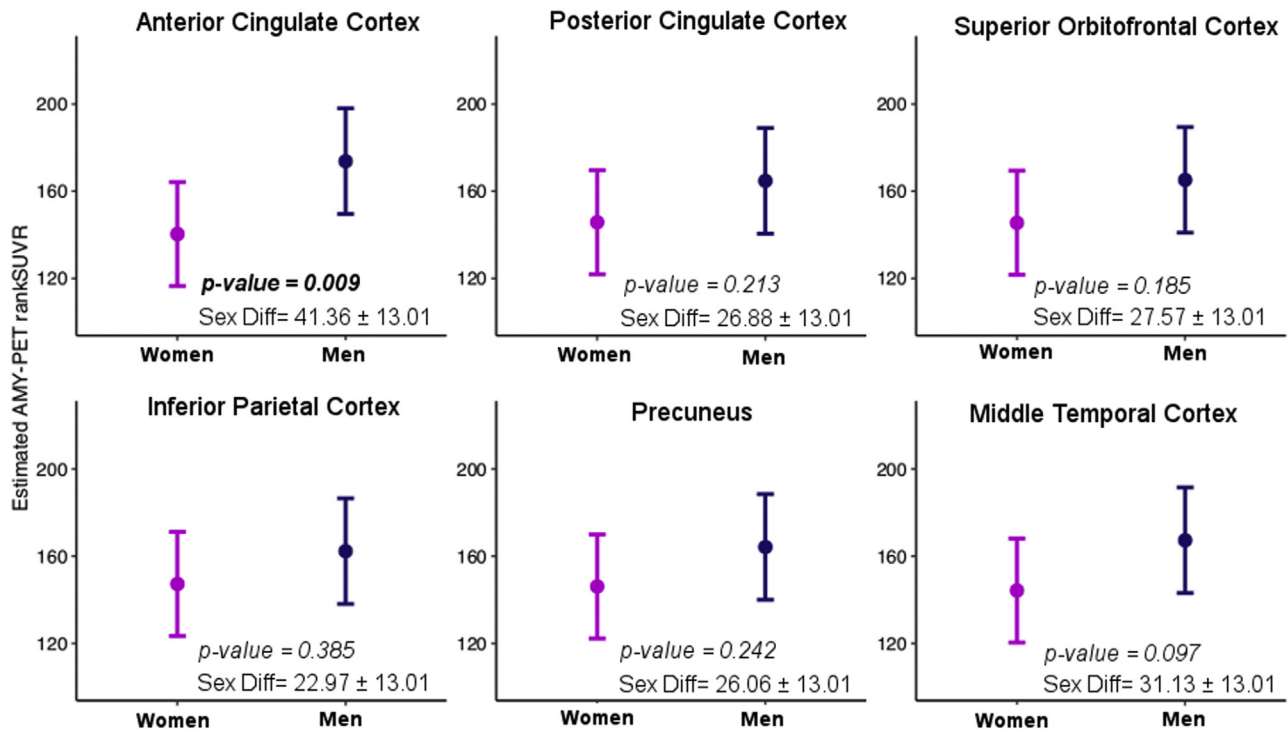 Estimated AMY-PET rankSUVR
Anterior Cingulate Cortex
200
160
120
p-value = 0.009
Sex Diff= 41.36 ± 13.01
Women Men
Posterior Cingulate Cortex
200
160
120
p-value = 0.213
Sex Diff= 26.88 ± 13.01
Women Men
Superior Orbitofrontal Cortex
200
160
120
p-value = 0.185
Sex Diff= 27.57 ± 13.01
Women Men
Inferior Parietal Cortex
200
160
120
p-value = 0.385
Sex Diff= 22.97 ± 13.01
Women Men
Precuneus
200
160
120
p-value = 0.242
Sex Diff= 26.06 ± 13.01
Women Men
Middle Temporal Cortex
200
160
120
p-value = 0.097
Sex Diff= 31.13 ± 13.01
Women Men